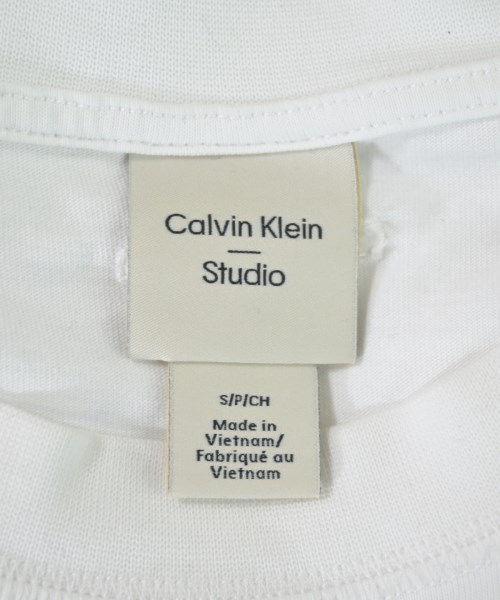 Calvin Klein
Studio
S/P/CH
Made in
Vietnam/
Fabriqué au
Vietnam